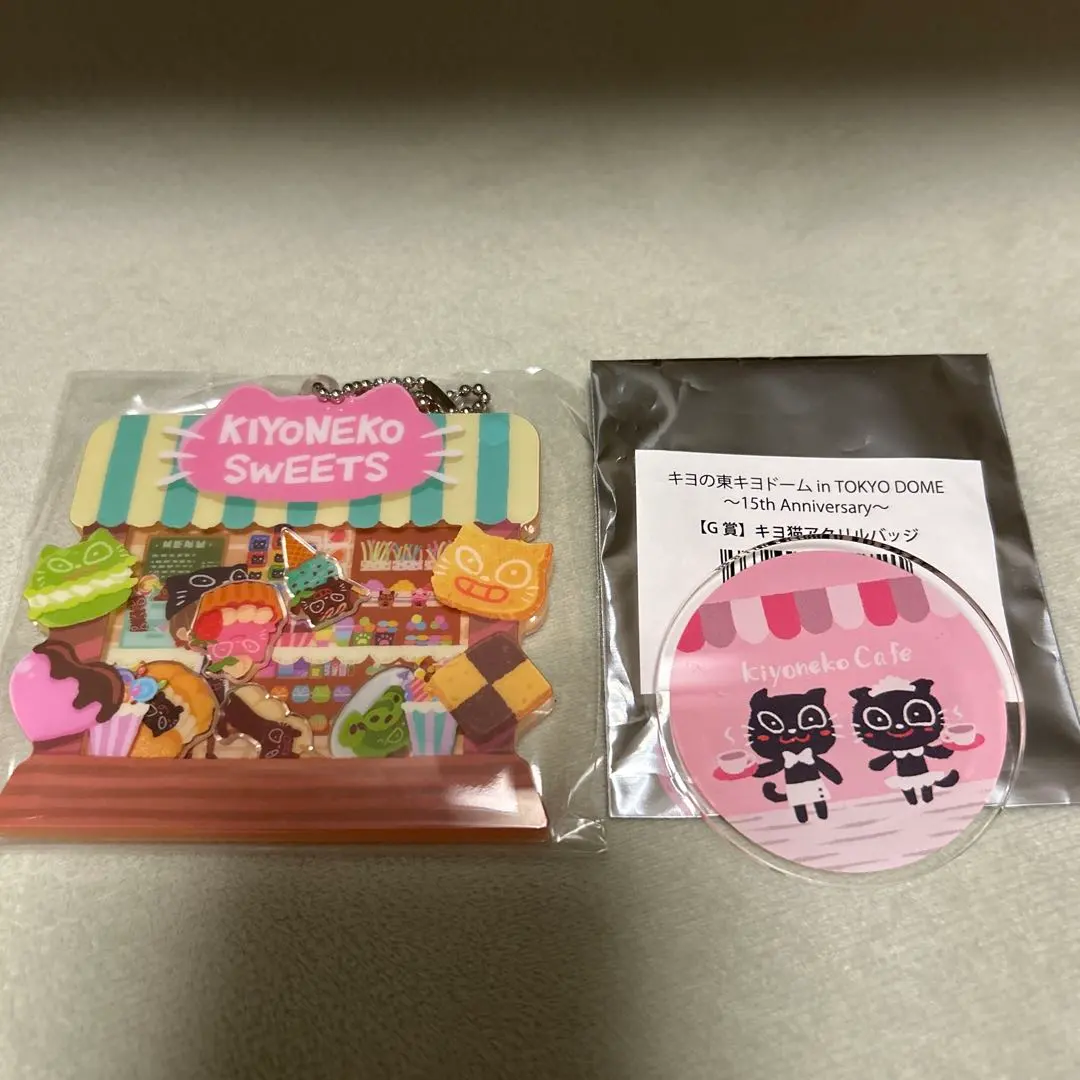 KIYONEKO
SWEETS
MENU
キヨの東キヨドーム in TOKYO DOME
～15th Anniversary～
【G 賞】キヨ猫アクリルバッジ
kiyoneko Cafe